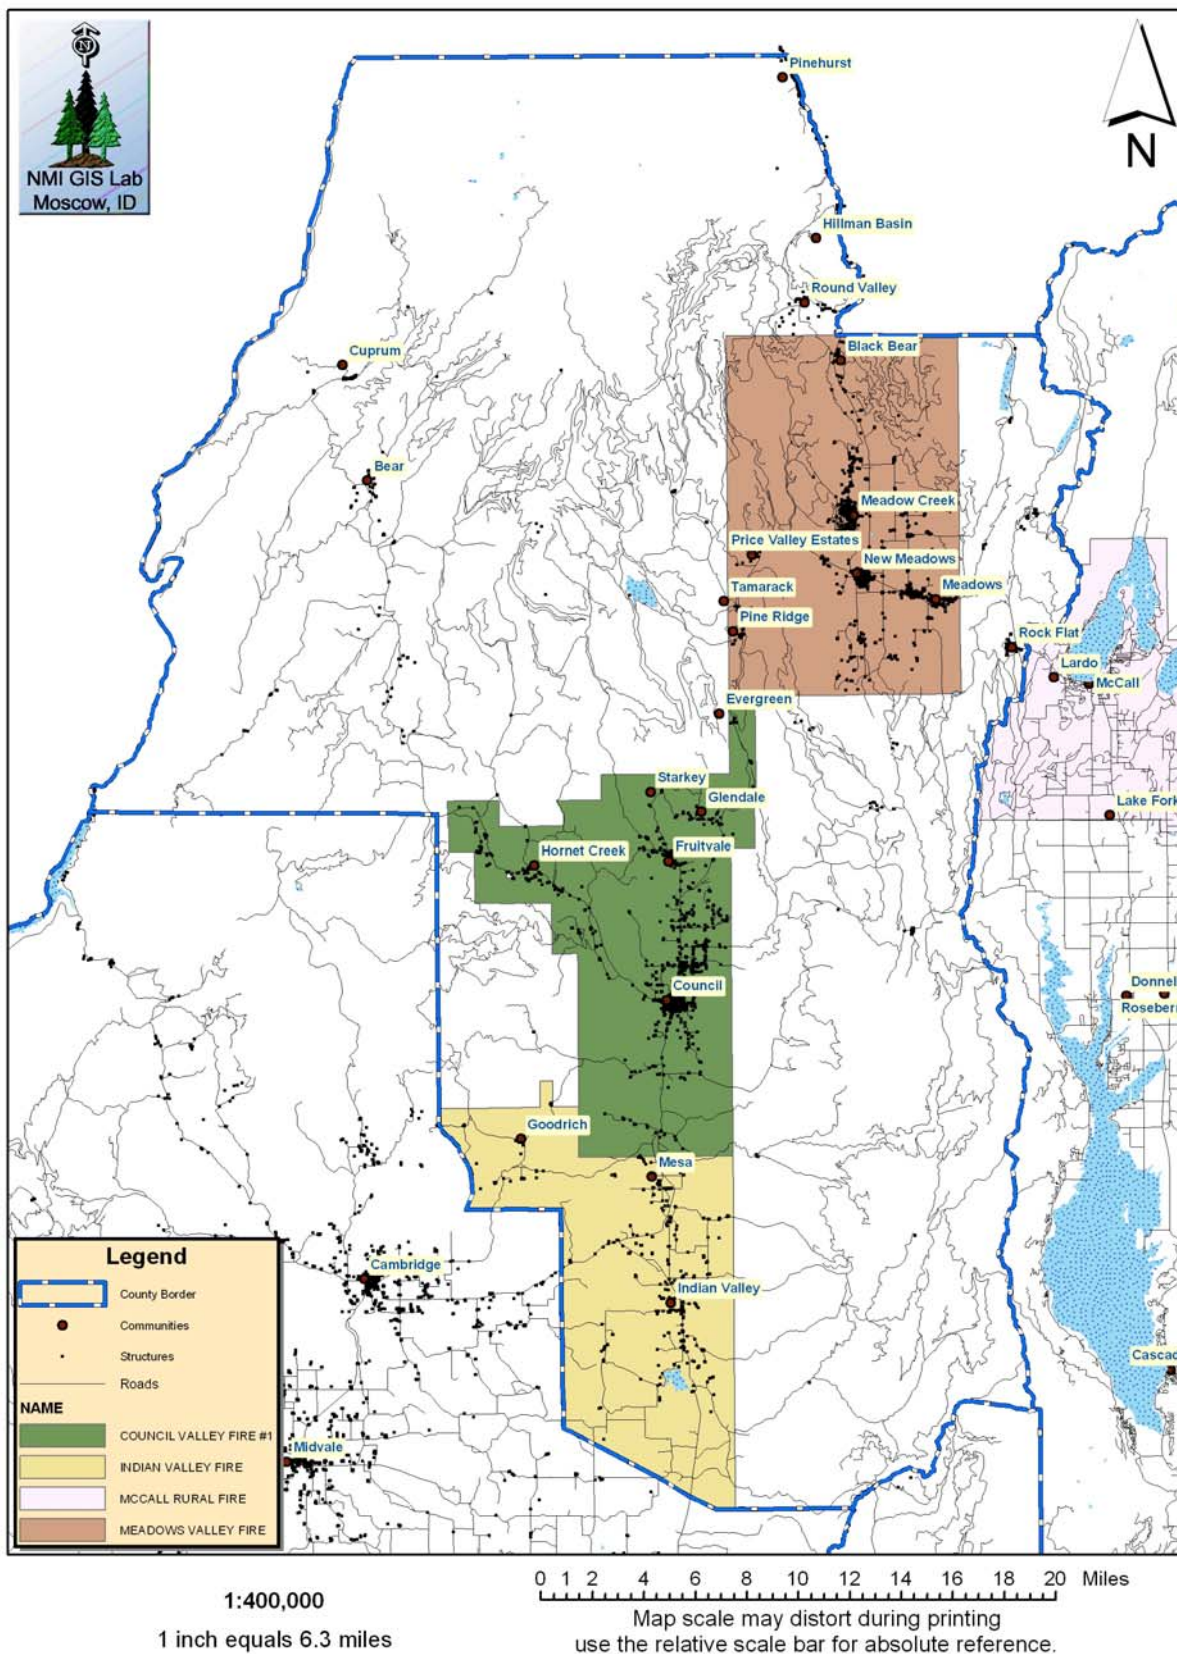 N
NMI GIS Lab
Moscow, ID
N
Pinehurst
Hillman Basin
Round Valley
Black Bear
Cuprum
Bear
Meadow Creek
Price Valley Estates
New Meadows
Tamarack
Meadows
Pine Ridge
Rock Flat
Lardo
McCall
Evergreen
Starkey
Glendale
Lake Fork
Fruitvale
Hornet Creek
Donnel
Council
Roseberr
Goodrich
Mesa
Cambridge
Indian Valley
Cascad
Midvale
Legend
County Border
Communities
Structures
Roads
NAME
COUNCIL VALLEY FIRE #1
INDIAN VALLEY FIRE
MCCALL RURAL FIRE
MEADOWS VALLEY FIRE
0 1 2 4 6 8 10 12 14 16 18 20 Miles
1:400,000
1 inch equals 6.3 miles
Map scale may distort during printing
use the relative scale bar for absolute reference.